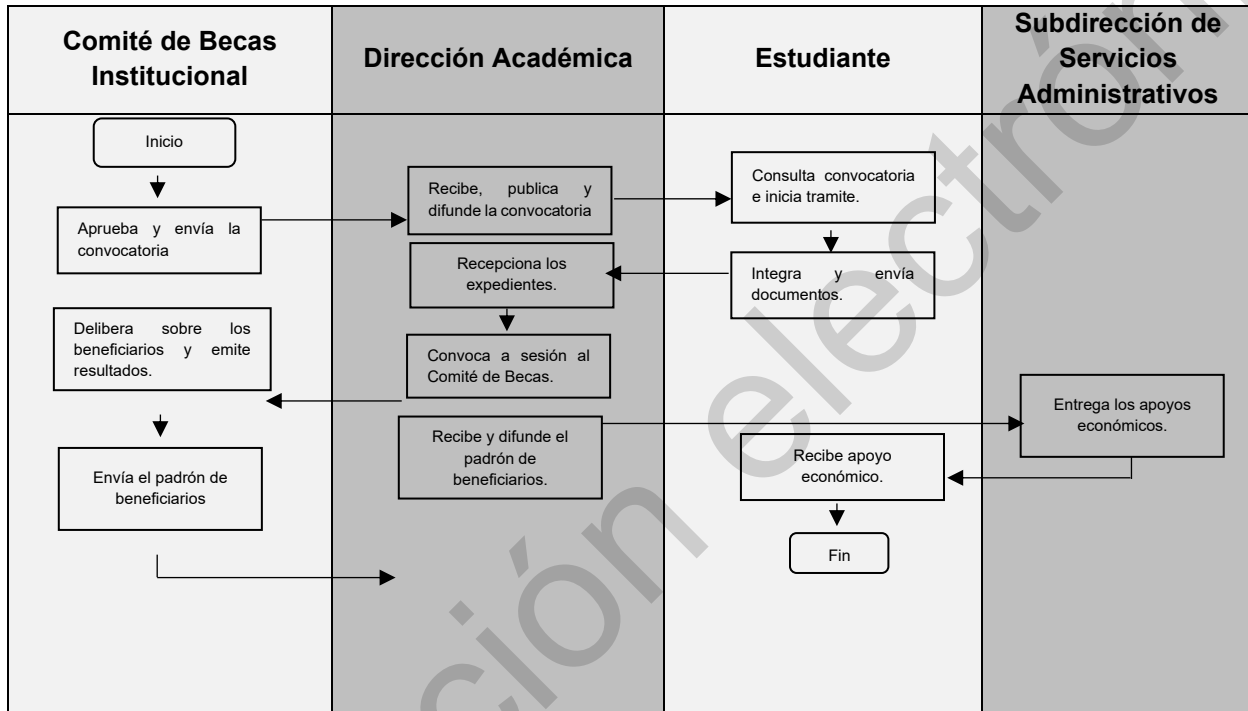 Comité de Becas
Institucional
Dirección Académica
Estudiante
Subdirección de
Servicios
Administrativos
Inicio
Aprueba y envía la
convocatoria
Recibe, publica y
difunde la convocatoria
Consulta convocatoria
e inicia tramite.
Integra y envía
documentos.
Recepciona los
expedientes.
Convoca a sesión al
Comité de Becas.
Delibera sobre los
beneficiarios y emite
resultados.
Envía el padrón de
beneficiarios
Recibe y difunde el
padrón de
beneficiarios.
Entrega los apoyos
económicos.
Recibe apoyo
económico.
Fin
ción electrón